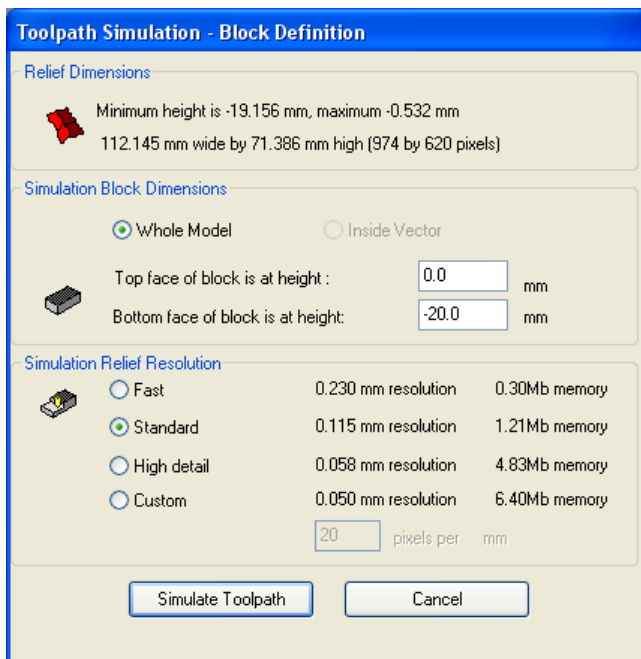 Toolpath Simulation - Block Definition
Relief Dimensions
Minimum height is -19.156 mm, maximum -0.532 mm
112.145 mm wide by 71.386 mm high (974 by 620 pixels)
Simulation Block Dimensions
Whole Model Inside Vector
Top face of block is at height : 0.0 mm
Bottom face of block is at height: -20.0 mm
Simulation Relief Resolution
Fast 0.230 mm resolution 0.30Mb memory
Standard 0.115 mm resolution 1.21Mb memory
High detail 0.058 mm resolution 4.83Mb memory
Custom 0.050 mm resolution 6.40Mb memory
20 pixels per mm
Simulate Toolpath Cancel